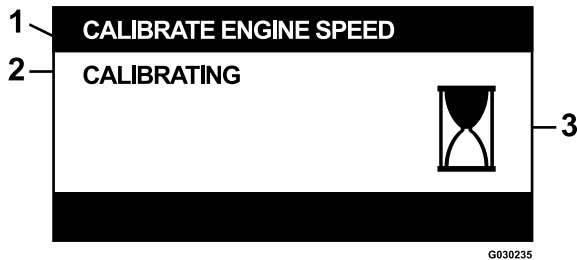 1 CALIBRATE ENGINE SPEED
2 CALIBRATING
3
G030235